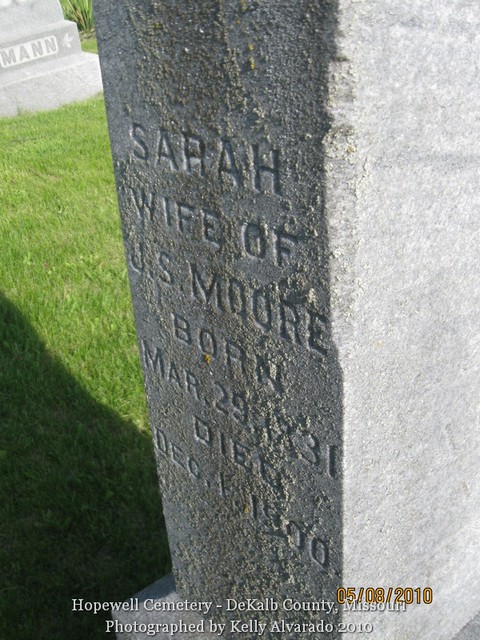 MANN
SARAH
WIFE OF
J.S. MOORE
BORN
MAR. 29, 1831
DIED
DEC. 1, 1900.
05/08/2010
Hopewell Cemetery - DeKalb County, Missouri
Photographed by Kelly Alvarado 2010